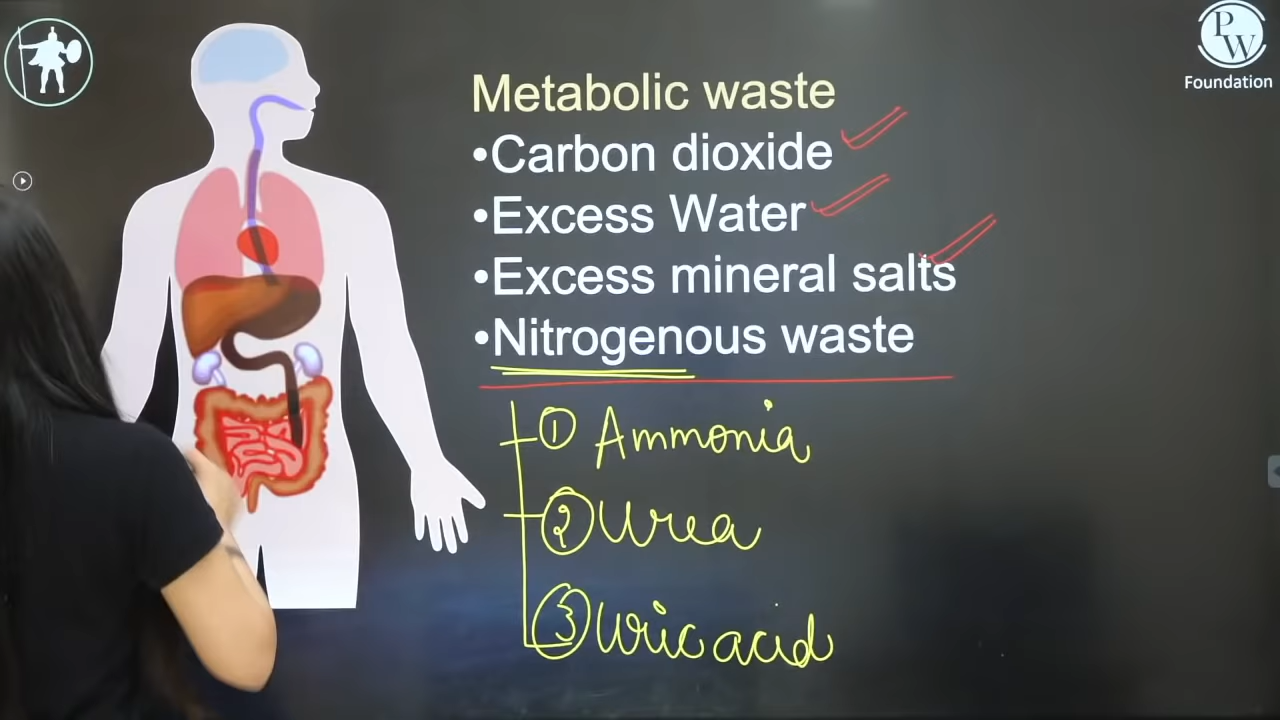 PW
Foundation
Metabolic waste
•Carbon dioxide
•Excess Water
•Excess mineral salts
•Nitrogenous waste
① Ammonia
② Urea
③ Uric acid